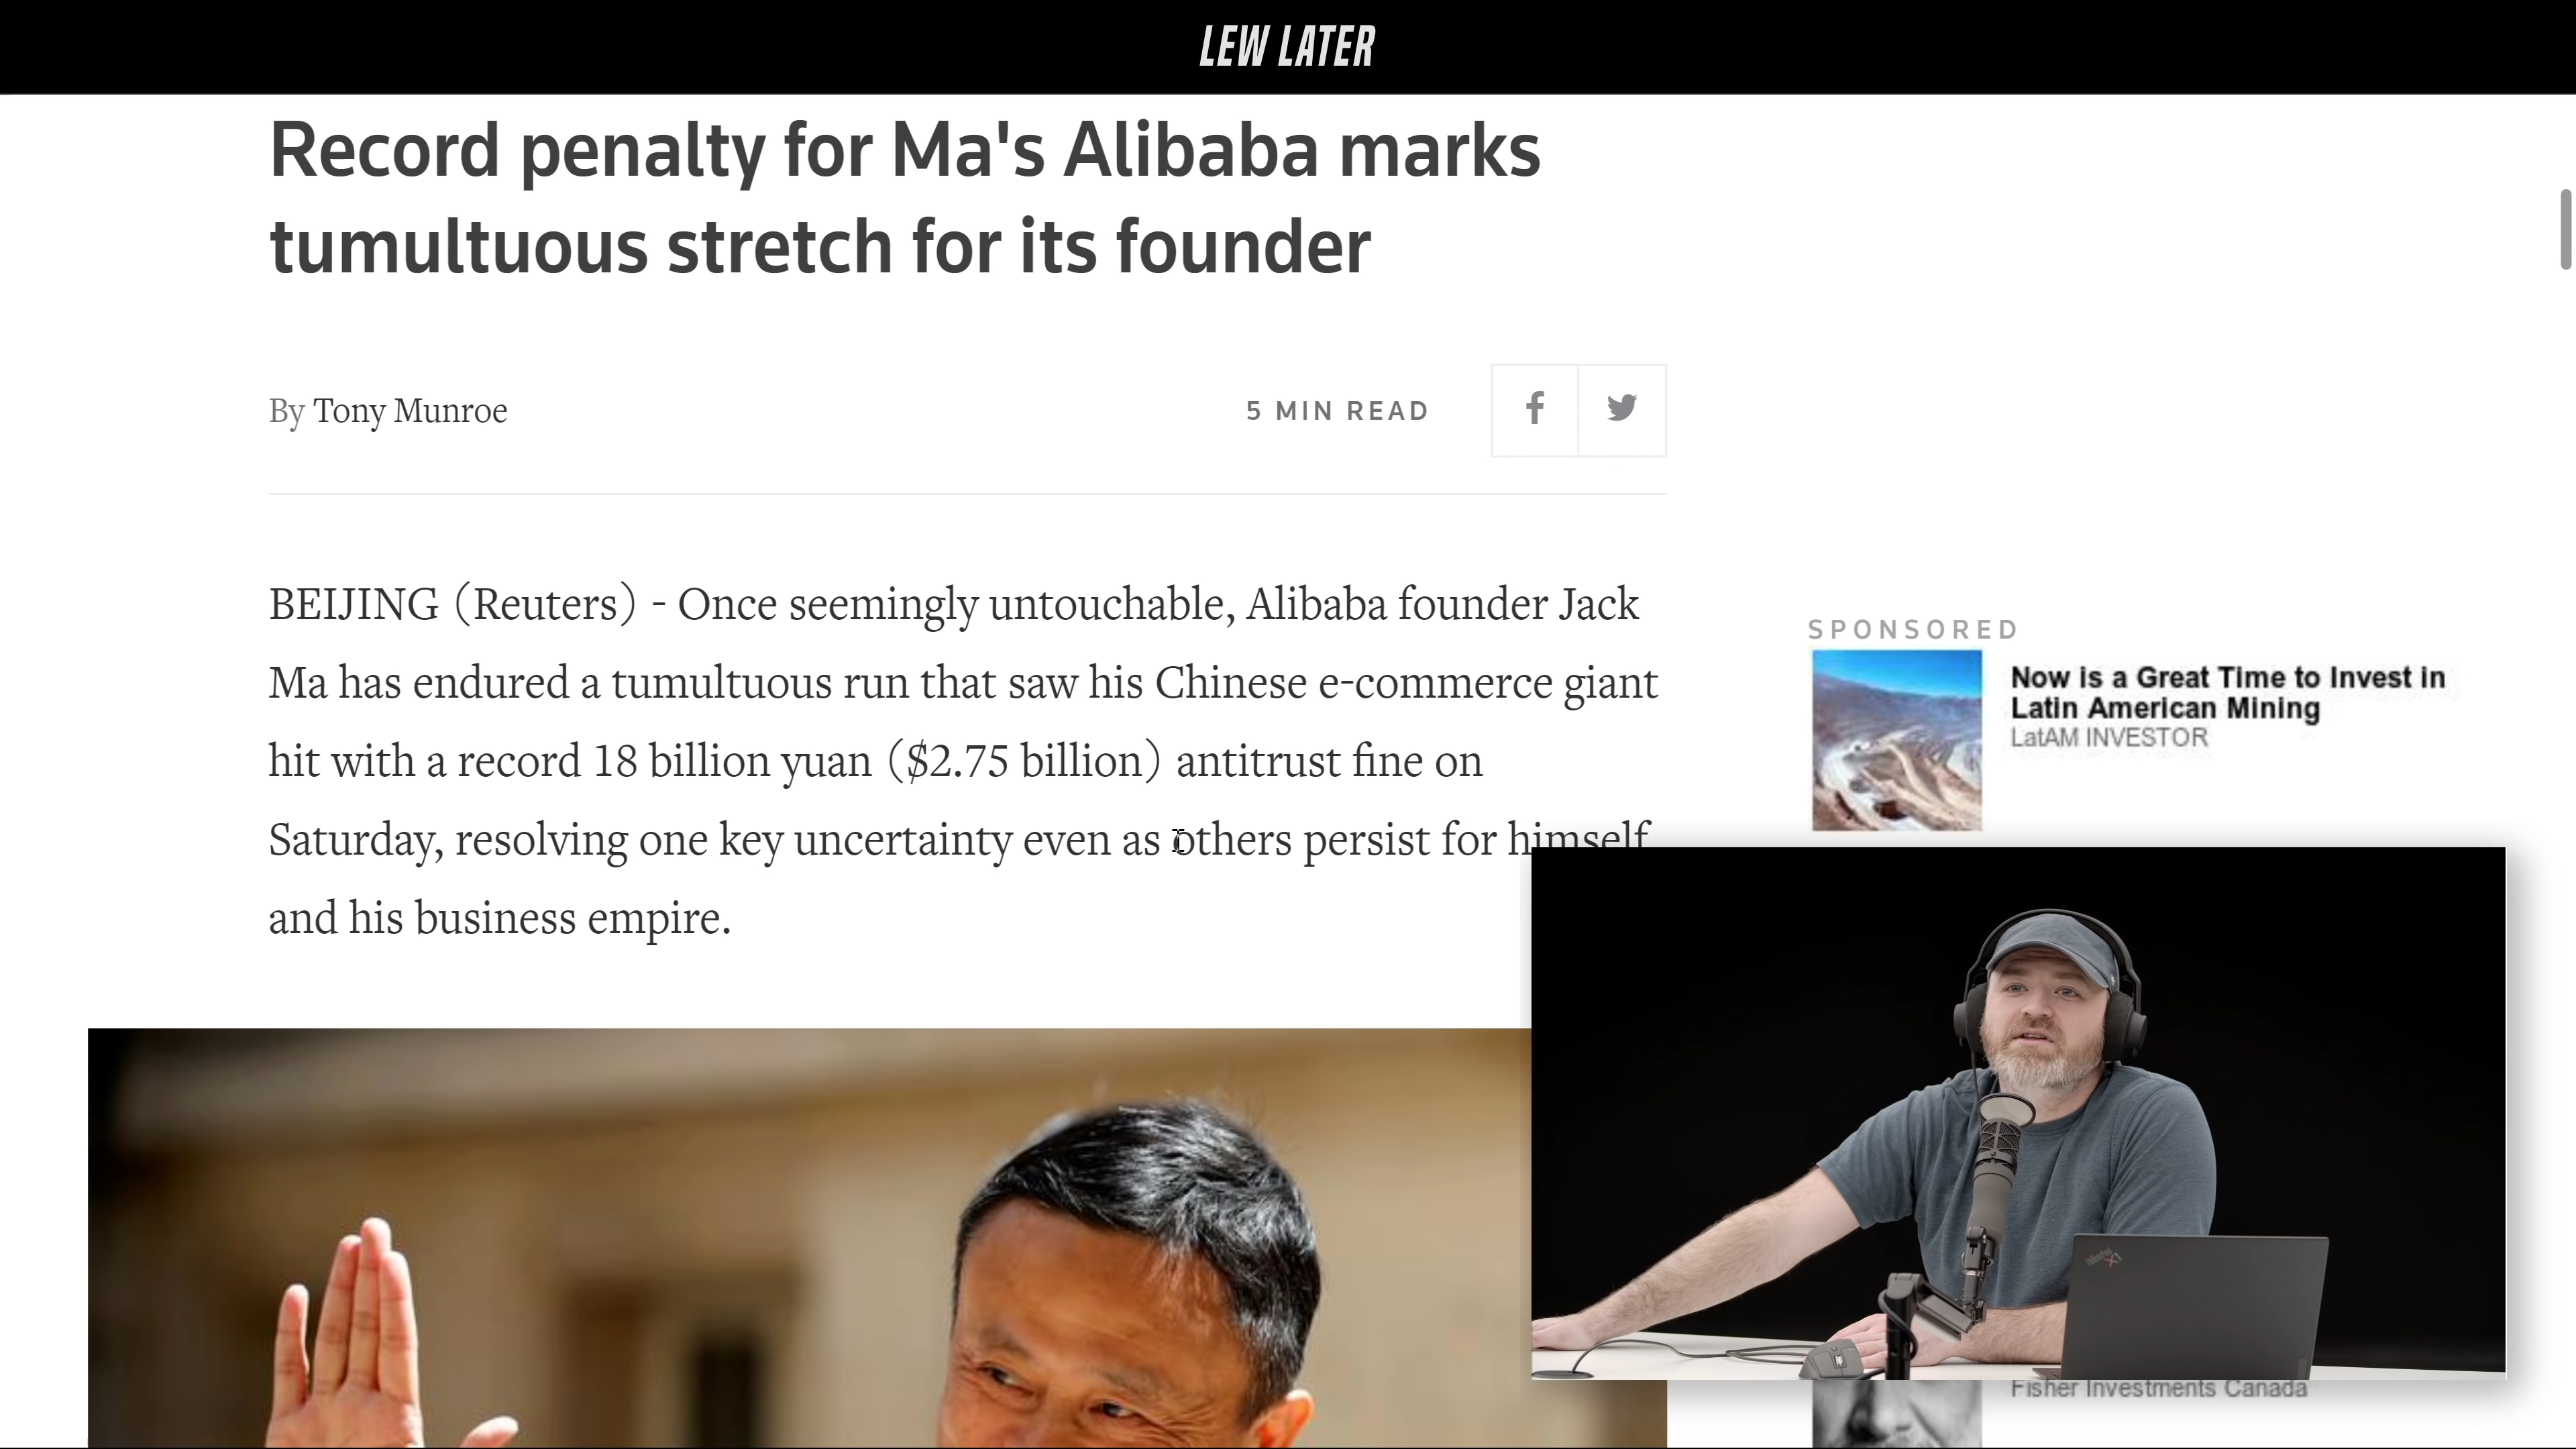 LEW LATER
Record penalty for Ma's Alibaba marks
tumultuous stretch for its founder
By Tony Munroe
5 MIN READ
BEIJING (Reuters) - Once seemingly untouchable, Alibaba founder Jack
Ma has endured a tumultuous run that saw his Chinese e-commerce giant
hit with a record 18 billion yuan ($2.75 billion) antitrust fine on
Saturday, resolving one key uncertainty even as others persist for himself
and his business empire.
SPONSORED
Now is a Great Time to Invest in
Latin American Mining
LatAM INVESTOR
Fisher Investments Canada